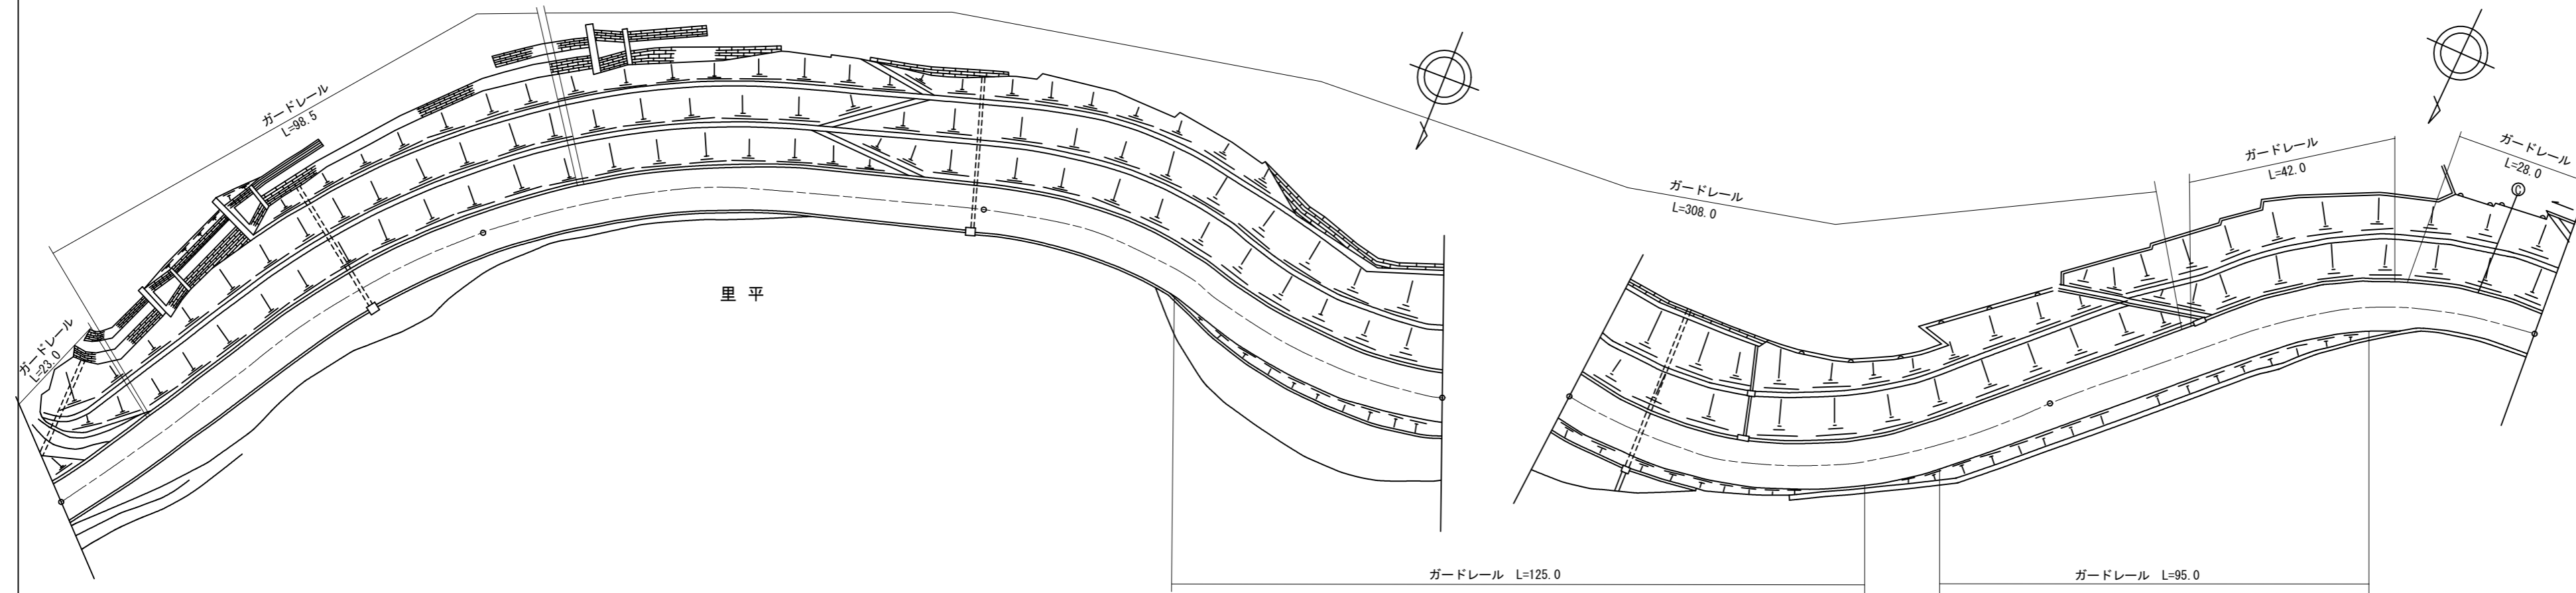 ガードレール
L=98.5
ガードレール
L=23.0
里 平
ガードレール
L=308.0
ガードレール
L=42.0
ガードレール
L=28.0
C
ガードレール L=125.0
ガードレール L=95.0